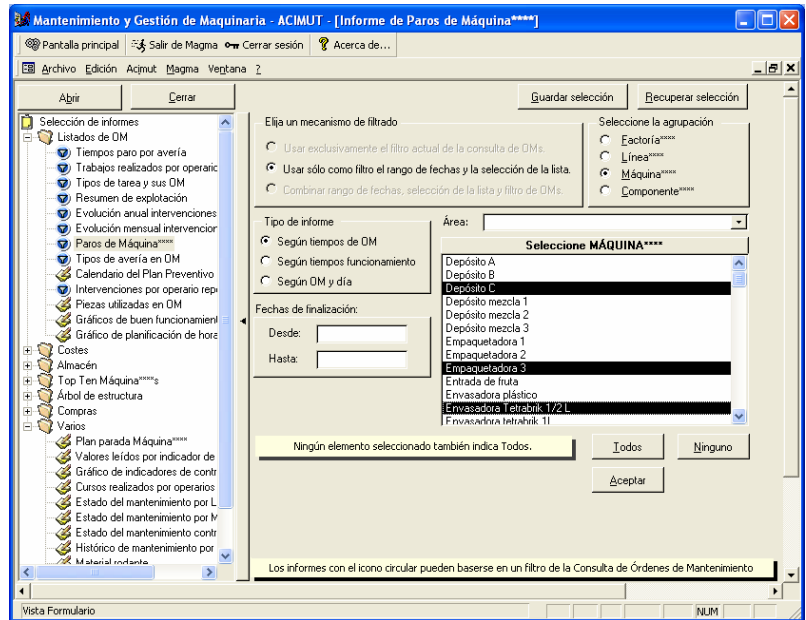 Mantenimiento y Gestión de Maquinaria - ACIMUT - [Informe de Paros de Máquina****]
Pantalla principal Salir de Magma Cerrar sesión Acerca de...
Archivo Edición Acimut Magma Ventana ?
Abrir Cerrar Guardar selección Recuperar selección
Selección de informes
Listados de OM
Tiempos paro por avería
Trabajos realizados por operaric
Tipos de tarea y sus OM
Resumen de explotación
Evolución anual intervenciones
Evolución mensual intervencior
Paros de Máquina****
Tipos de avería en OM
Calendario del Plan Preventivo
Intervenciones por operario repo
Piezas utilizadas en OM
Gráficos de buen funcionamient
Gráfico de planificación de hora
Costes
Almacén
Top Ten Máquina****s
Árbol de estructura
Compras
Varios
Plan parada Máquina****
Valores leídos por indicador de
Gráfico de indicadores de contr
Cursos realizados por operarios
Estado del mantenimiento por L
Estado del mantenimiento por M
Estado del mantenimiento contr
Histórico de mantenimiento por
Material rodante
Elija un mecanismo de filtrado
Usar exclusivamente el filtro actual de la consulta de OMs.
Usar sólo como filtro el rango de fechas y la selección de la lista.
Combinar rango de fechas, selección de la lista y filtro de OMs.
Seleccione la agrupación
Factoría****
Línea****
Máquina****
Componente****
Tipo de informe
Según tiempos de OM
Según tiempos funcionamiento
Según OM y día
Fechas de finalización:
Desde:
Hasta:
Área:
Seleccione MÁQUINA****
Depósito A
Depósito B
Depósito C
Depósito mezcla 1
Depósito mezcla 2
Depósito mezcla 3
Empaquetadora 1
Empaquetadora 2
Empaquetadora 3
Entrada de fruta
Envasadora plástico
Envasadora Tetrabrik 1/2 L
Envasadora tetrabrik 1L
Ningún elemento seleccionado también indica Todos.
Todos Ninguno
Aceptar
Los informes con el icono circular pueden baserse en un filtro de la Consulta de Órdenes de Mantenimiento
Vista Formulario NUM